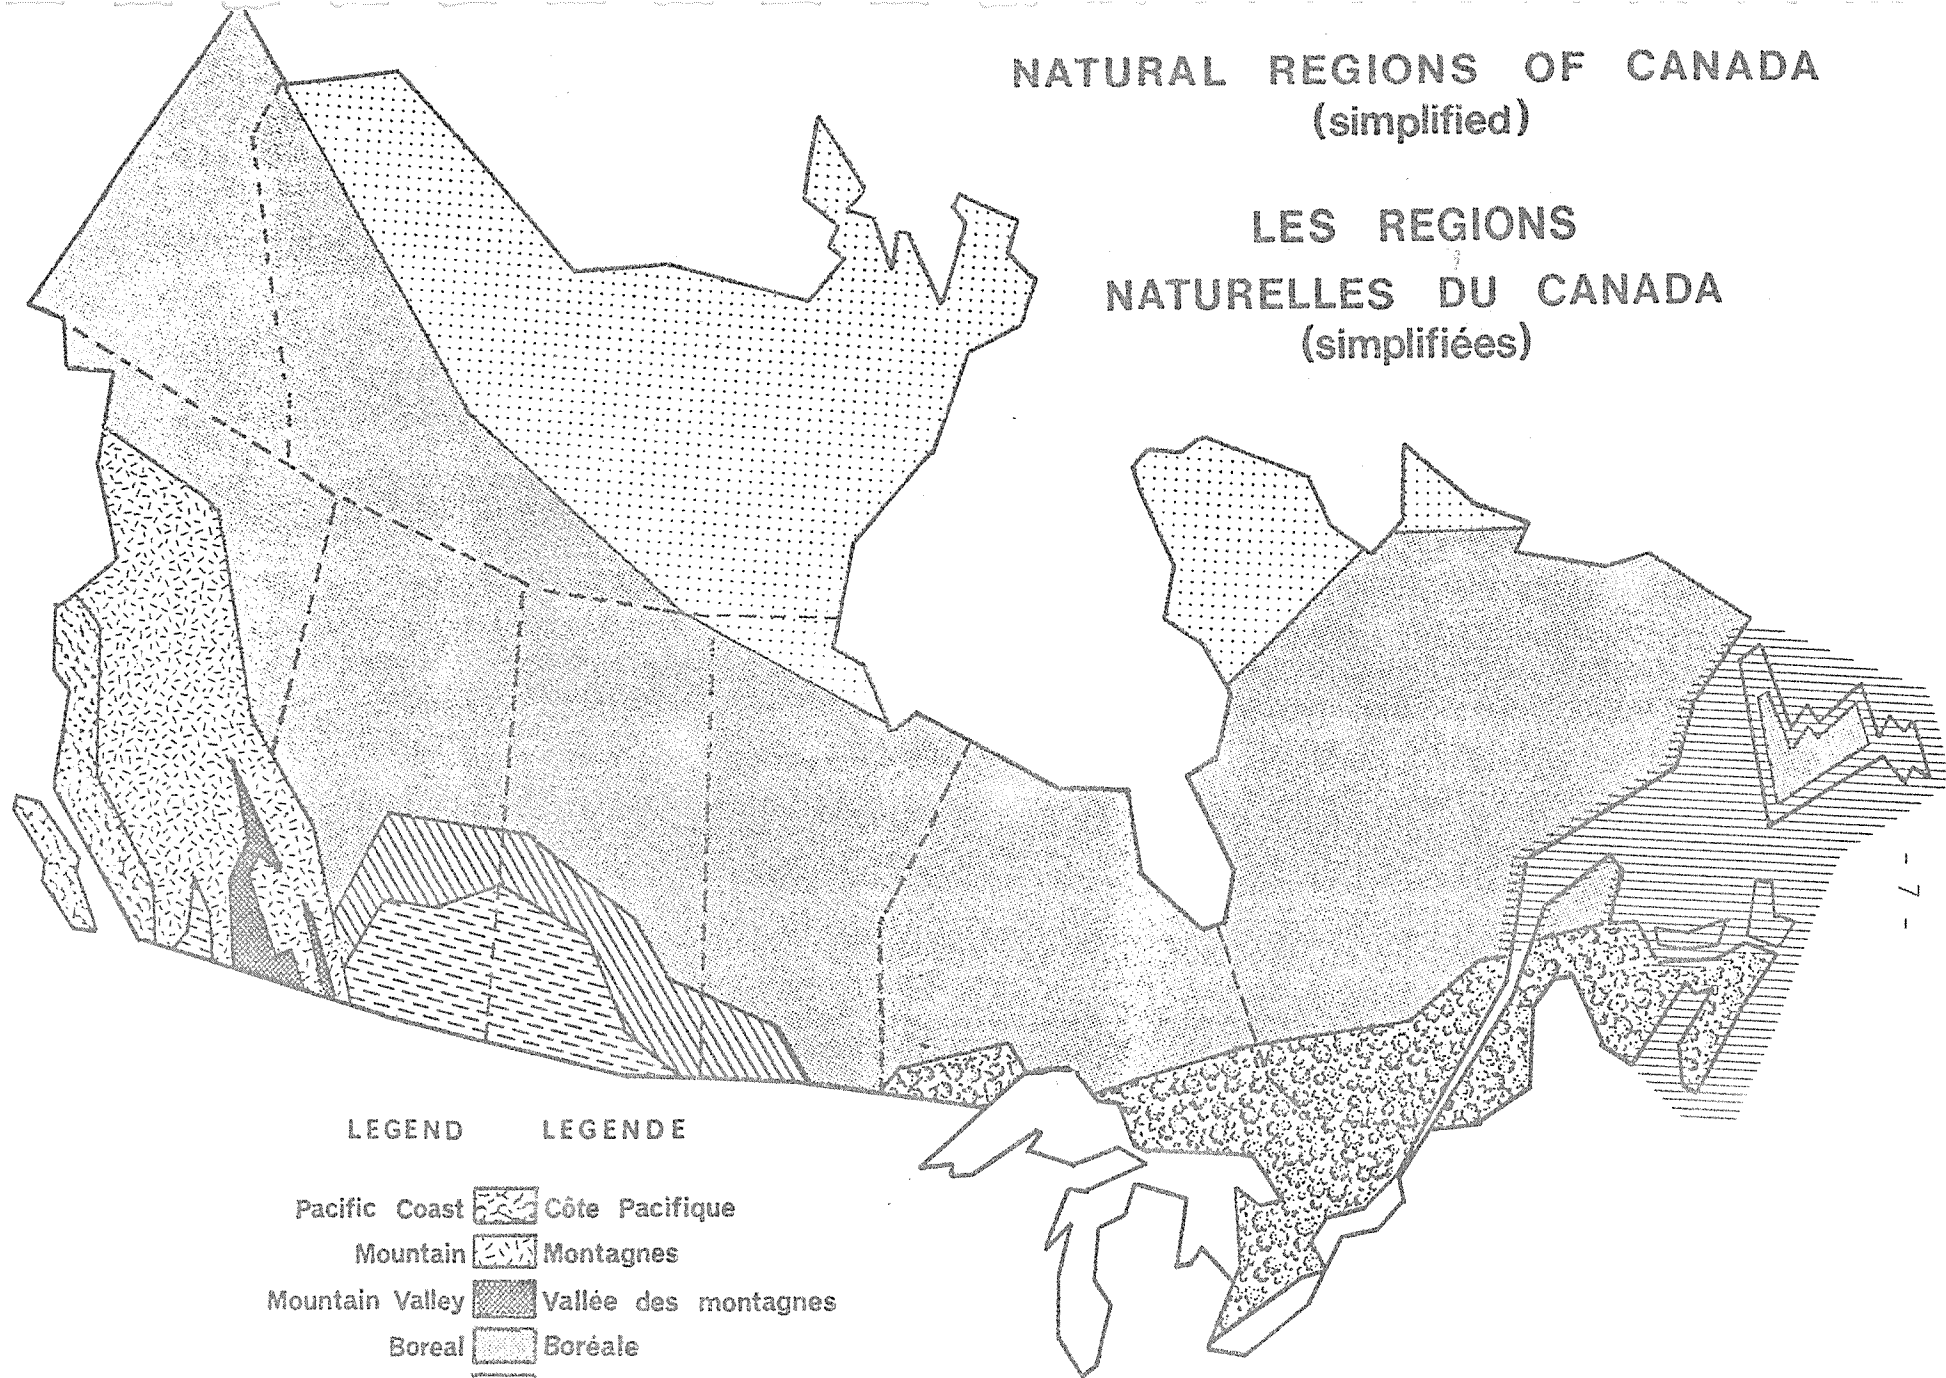 NATURAL REGIONS OF CANADA
(simplified)
LES REGIONS
NATURELLES DU CANADA
(simplifiées)
- 7 -
LEGEND LEGENDE
Pacific Coast Côte Pacifique
Mountain Montagnes
Mountain Valley Vallée des montagnes
Boreal Boréale